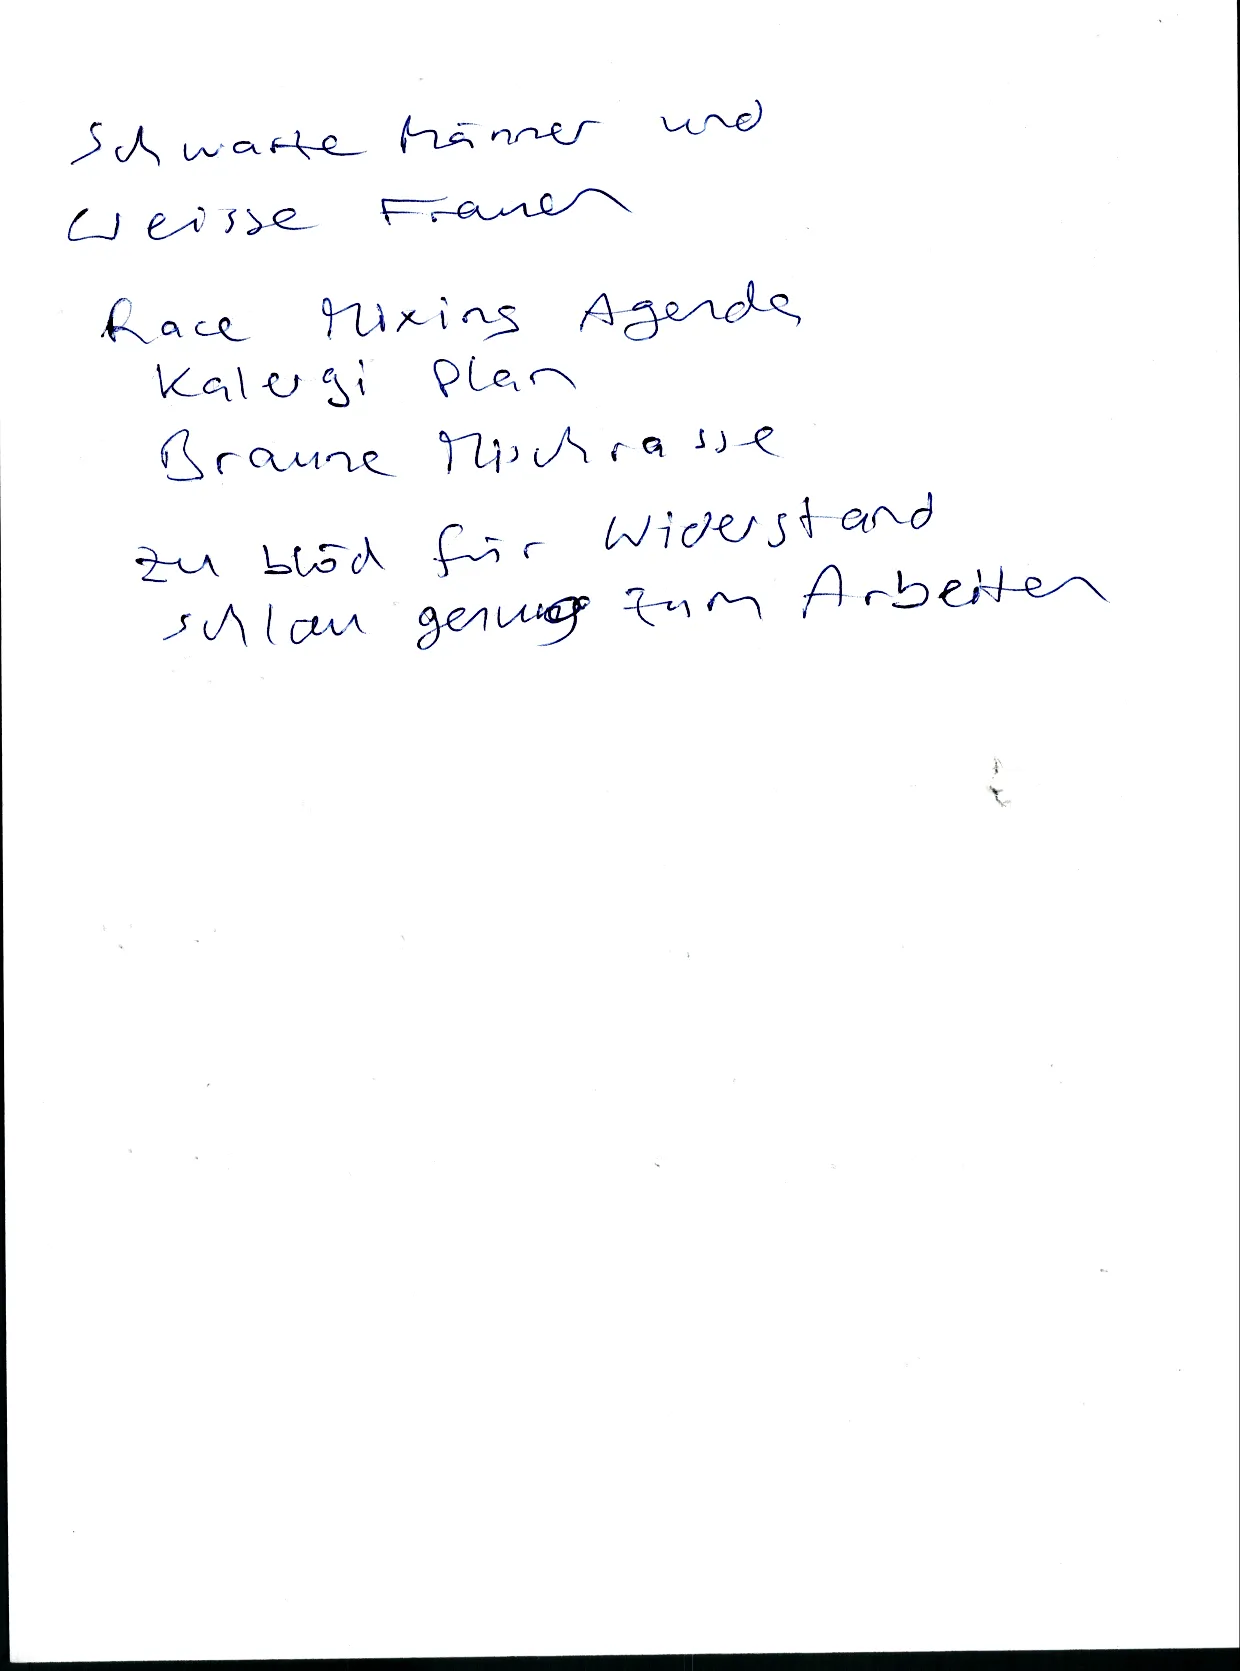 Schwarze Männer und
Weisse Frauen
Race Mixing Agenda
Kalergi Plan
Braune Mischrasse
zu blöd für Widerstand
schlau genug zum Arbeiten